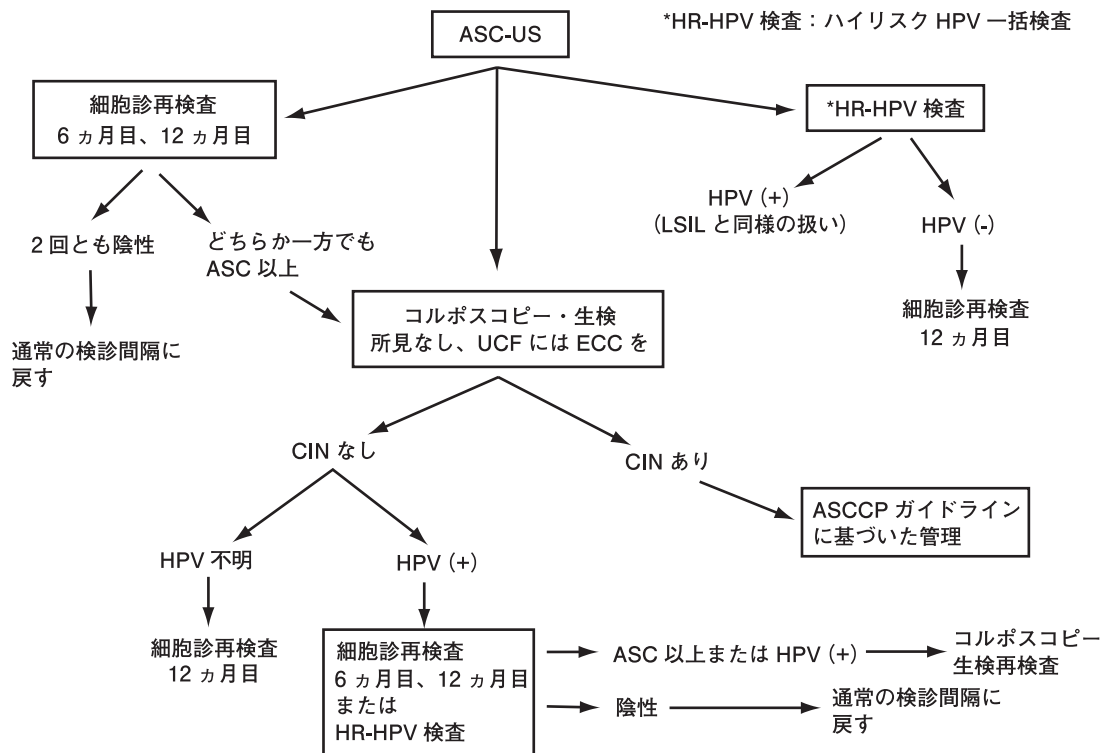 ASC-US
*HR-HPV 検査：ハイリスク HPV 一括検査
細胞診再検査
6 ヵ月目、12 ヵ月目
*HR-HPV 検査
2 回とも陰性
どちらか一方でも
ASC 以上
HPV (+)
(LSIL と同様の扱い)
HPV (-)
通常の検診間隔に
戻す
コルポスコピー・生検
所見なし、UCF には ECC を
細胞診再検査
12 ヵ月目
CIN なし
CIN あり
ASCCP ガイドライン
に基づいた管理
HPV 不明
HPV (+)
細胞診再検査
12 ヵ月目
細胞診再検査
6 ヵ月目、12 ヵ月目
または
HR-HPV 検査
ASC 以上または HPV (+)
コルポスコピー
生検再検査
陰性
通常の検診間隔に
戻す